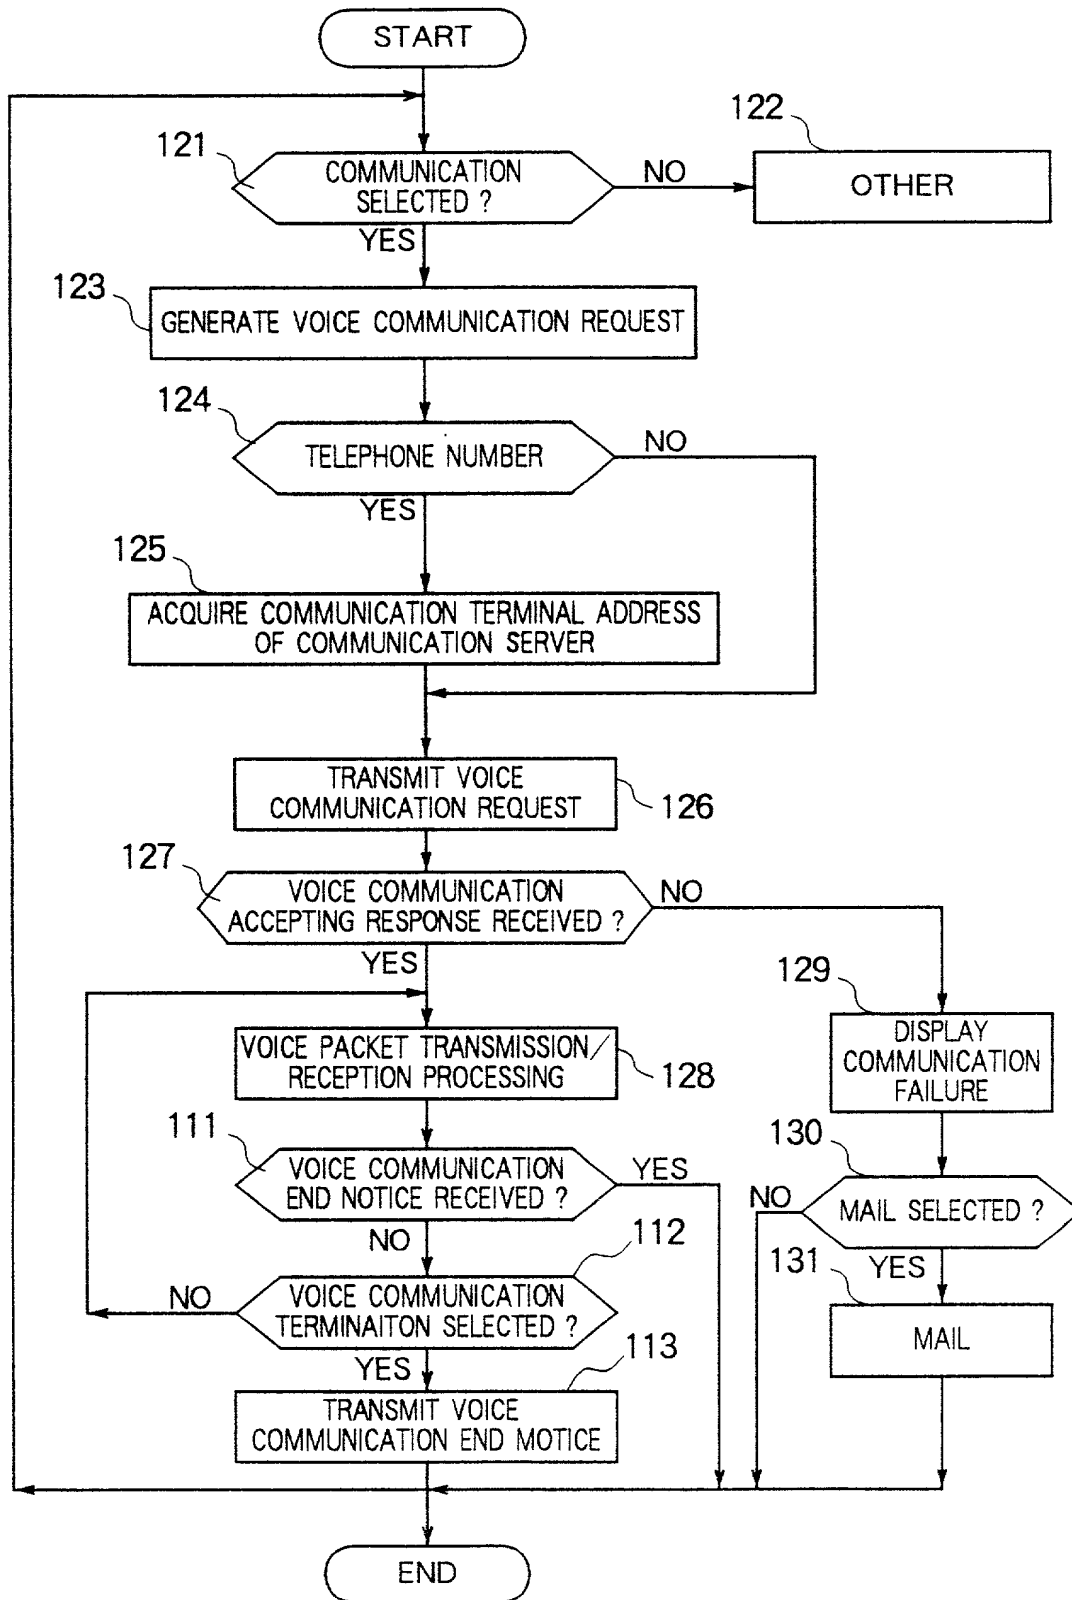 START
122
121
COMMUNICATION
SELECTED ?
NO
OTHER
YES
123
GENERATE VOICE COMMUNICATION REQUEST
124
TELEPHONE NUMBER
NO
YES
125
ACQUIRE COMMUNICATION TERMINAL ADDRESS
OF COMMUNICATION SERVER
TRANSMIT VOICE
COMMUNICATION REQUEST
126
127
VOICE COMMUNICATION
ACCEPTING RESPONSE RECEIVED ?
NO
YES
129
DISPLAY
COMMUNICATION
FAILURE
VOICE PACKET TRANSMISSION/
RECEPTION PROCESSING
128
111
VOICE COMMUNICATION
END NOTICE RECEIVED ?
YES
NO
130
MAIL SELECTED ?
NO
YES
112
VOICE COMMUNICATION
TERMINAITON SELECTED ?
NO
YES
131
MAIL
113
TRANSMIT VOICE
COMMUNICATION END MOTICE
END